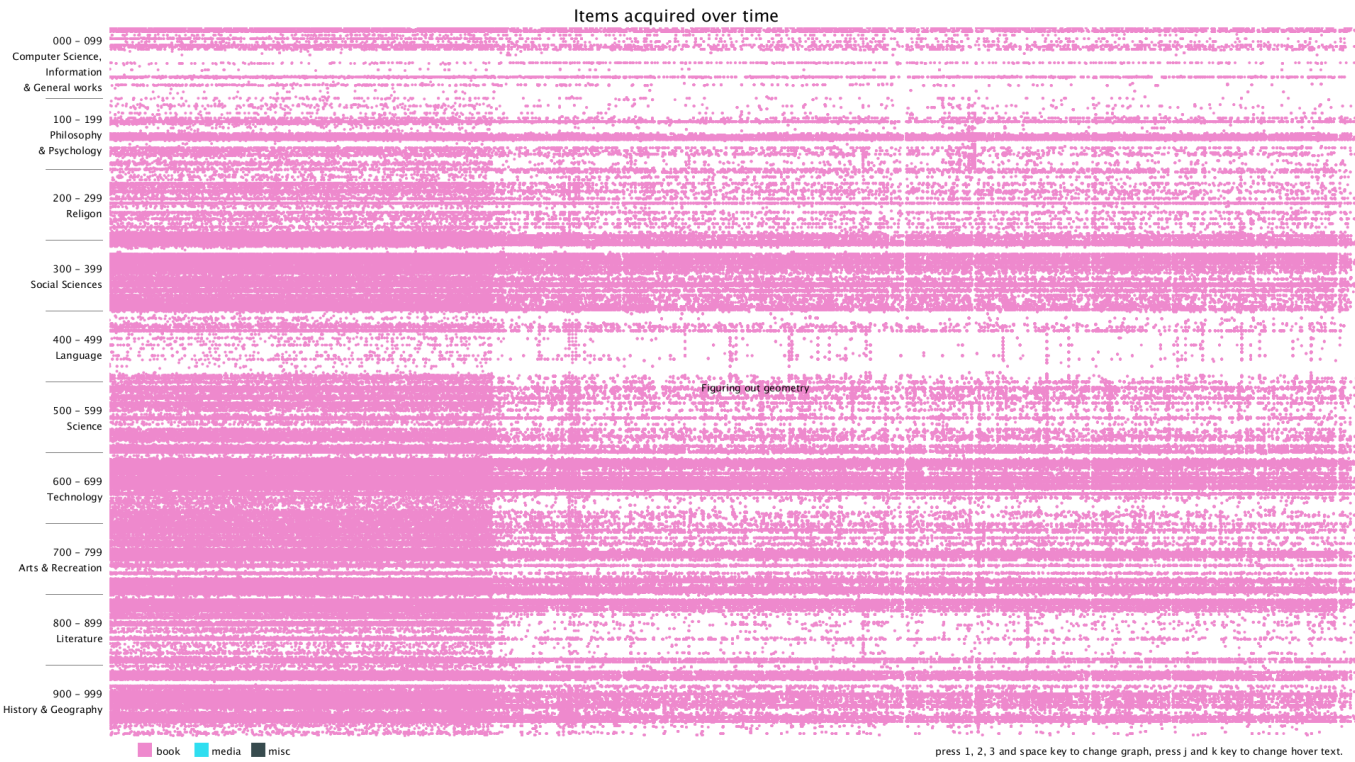 Items acquired over time
000 – 099
Computer Science,
Information
& General works
100 – 199
Philosophy
& Psychology
200 – 299
Religon
300 – 399
Social Sciences
400 – 499
Language
Figuring out geometry
500 – 599
Science
600 – 699
Technology
700 – 799
Arts & Recreation
800 – 899
Literature
900 – 999
History & Geography
book media misc
press 1, 2, 3 and space key to change graph, press j and k key to change hover text.